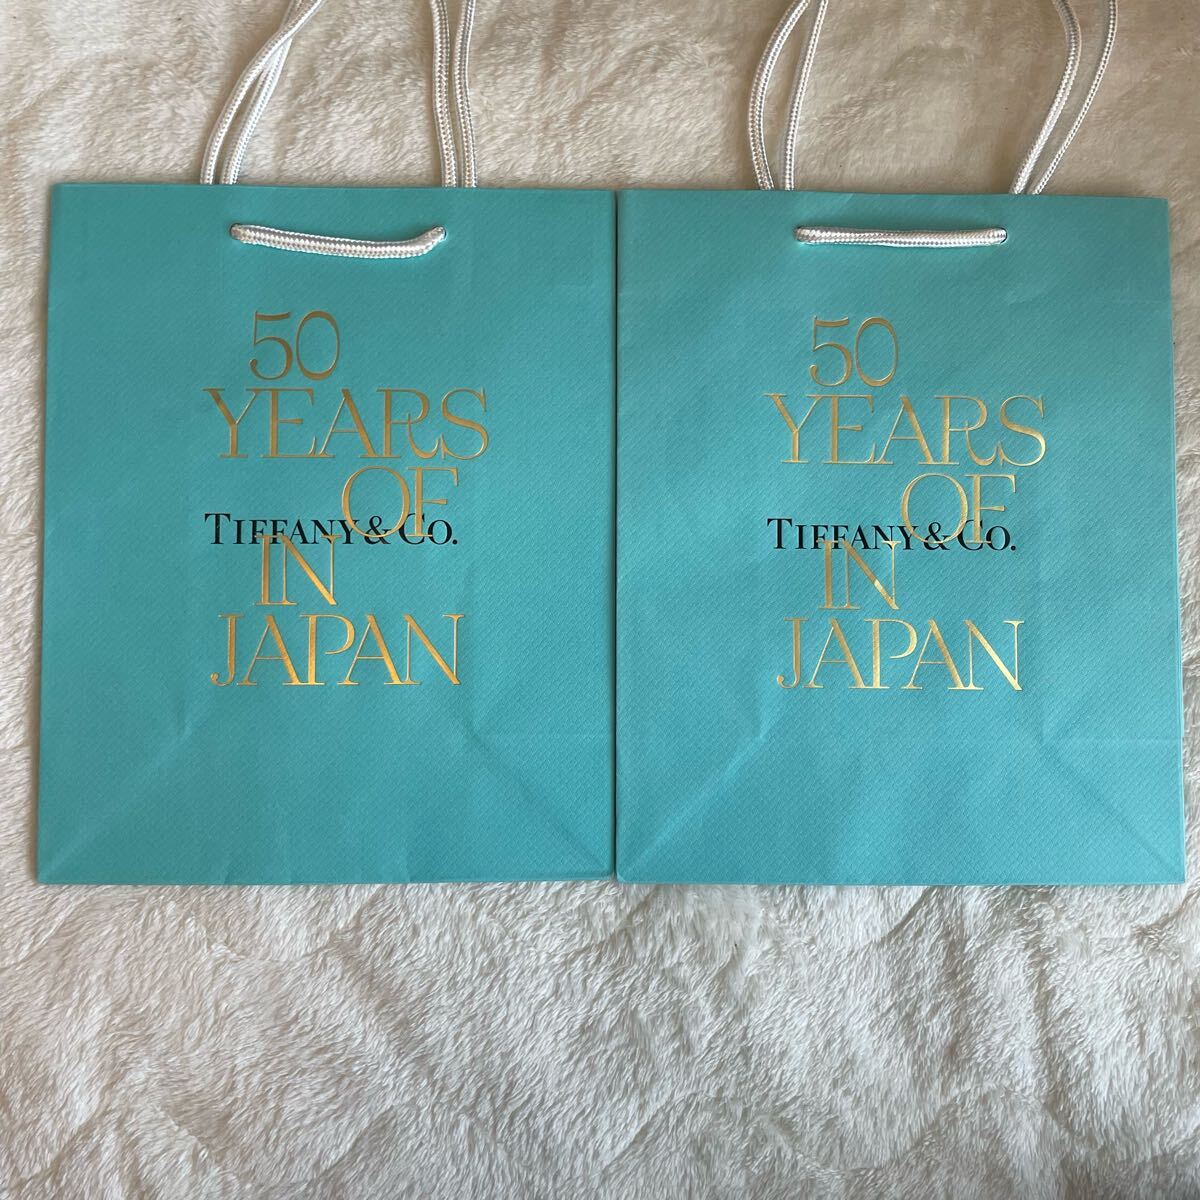 50
YEARS
OF
TIFFANY & CO.
IN
JAPAN
50
YEARS
OF
TIFFANY & CO.
IN
JAPAN